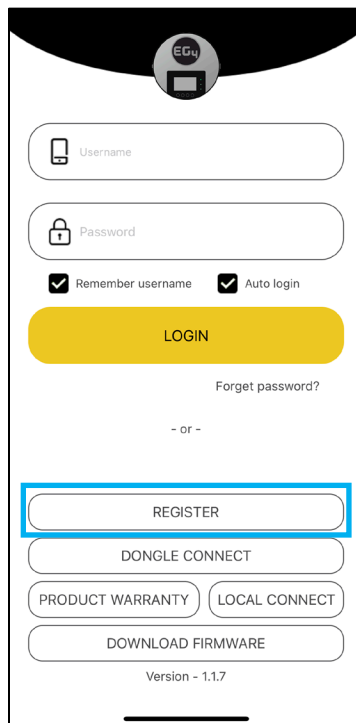 EG4
Username
Password
Remember username Auto login
LOGIN
Forget password?
- or -
REGISTER
DONGLE CONNECT
PRODUCT WARRANTY LOCAL CONNECT
DOWNLOAD FIRMWARE
Version - 1.1.7